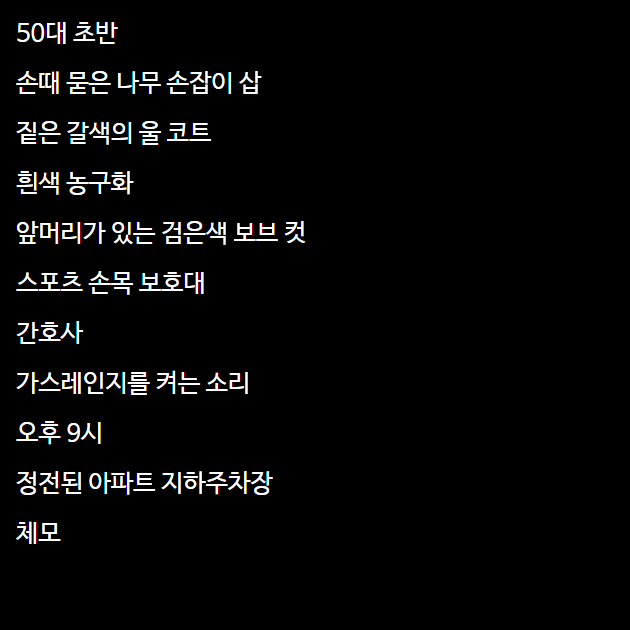 50대 초반
손때 묻은 나무 손잡이 삽
짙은 갈색의 울 코트
흰색 농구화
앞머리가 있는 검은색 보브 컷
스포츠 손목 보호대
간호사
가스레인지를 켜는 소리
오후 9시
정전된 아파트 지하주차장
체모